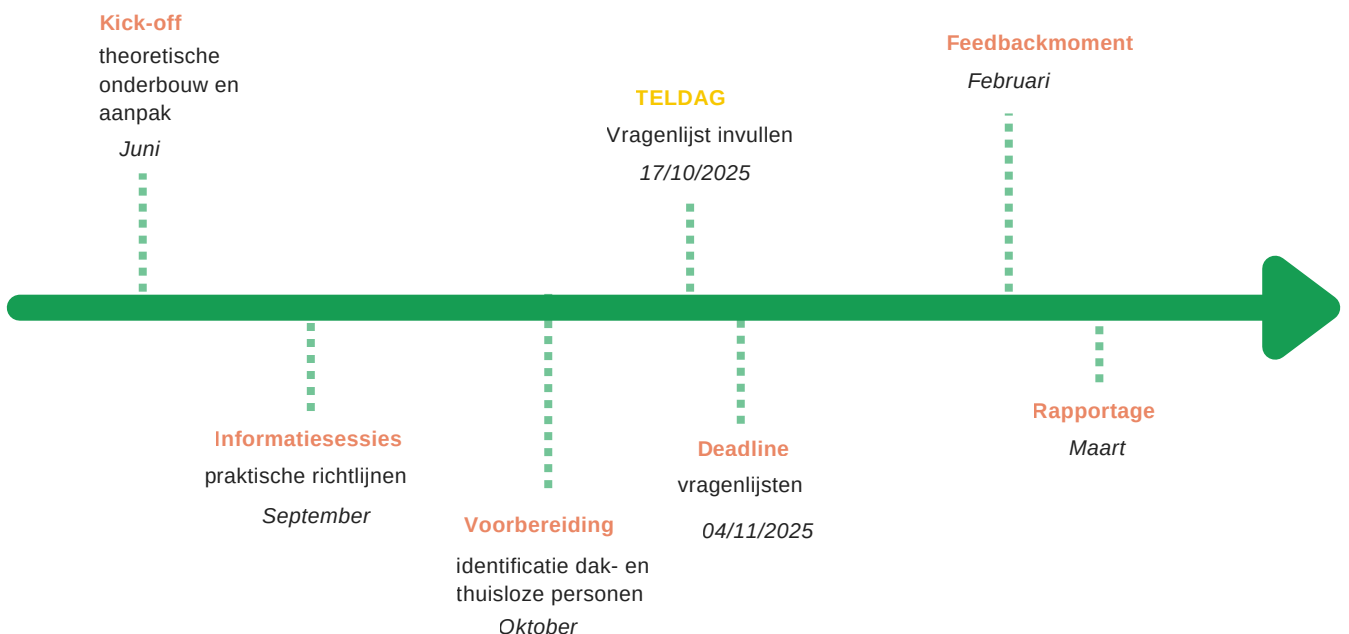 Kick-off
theoretische
onderbouw en
aanpak
Juni
Informatiesessies
praktische richtlijnen
September
Voorbereiding
identificatie dak- en
thuisloze personen
Oktober
TELDAG
Vragenlijst invullen
17/10/2025
Deadline
vragenlijsten
04/11/2025
Feedbackmoment
Februari
Rapportage
Maart